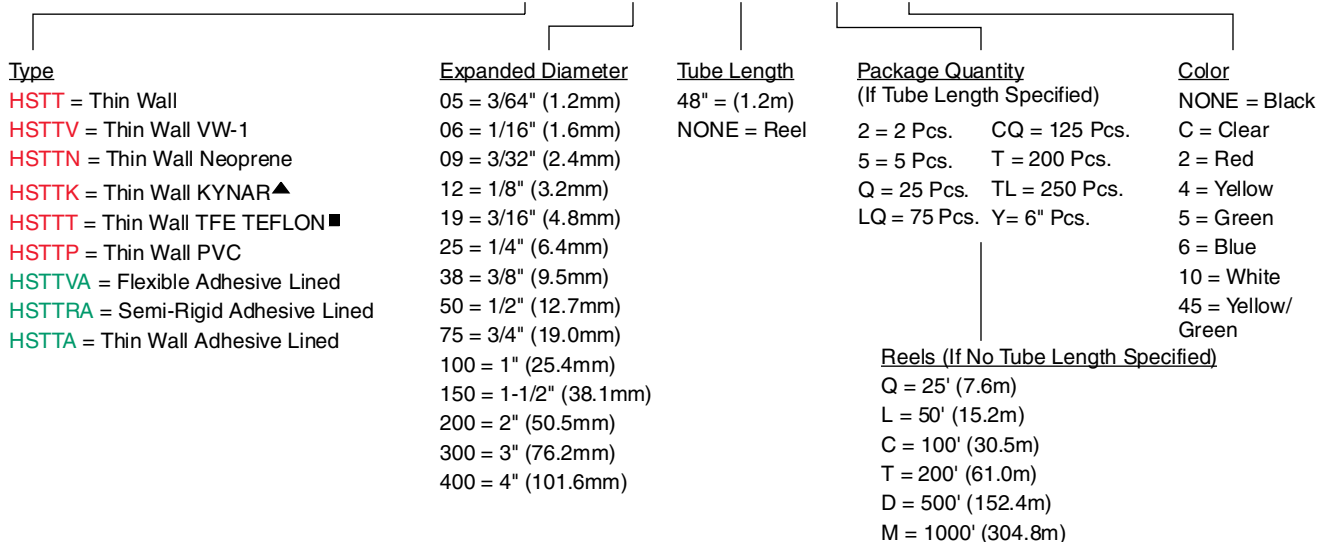 Type
HSTT = Thin Wall
HSTTV = Thin Wall VW-1
HSTTN = Thin Wall Neoprene
HSTTK = Thin Wall KYNAR▲
HSTTT = Thin Wall TFE TEFLON■
HSTTP = Thin Wall PVC
HSTTVA = Flexible Adhesive Lined
HSTTRA = Semi-Rigid Adhesive Lined
HSTTA = Thin Wall Adhesive Lined
Expanded Diameter
05 = 3/64" (1.2mm)
06 = 1/16" (1.6mm)
09 = 3/32" (2.4mm)
12 = 1/8" (3.2mm)
19 = 3/16" (4.8mm)
25 = 1/4" (6.4mm)
38 = 3/8" (9.5mm)
50 = 1/2" (12.7mm)
75 = 3/4" (19.0mm)
100 = 1" (25.4mm)
150 = 1-1/2" (38.1mm)
200 = 2" (50.5mm)
300 = 3" (76.2mm)
400 = 4" (101.6mm)
Tube Length
48" = (1.2m)
NONE = Reel
Package Quantity
(If Tube Length Specified)
2 = 2 Pcs. CQ = 125 Pcs.
5 = 5 Pcs. T = 200 Pcs.
Q = 25 Pcs. TL = 250 Pcs.
LQ = 75 Pcs. Y= 6" Pcs.
Reels (If No Tube Length Specified)
Q = 25' (7.6m)
L = 50' (15.2m)
C = 100' (30.5m)
T = 200' (61.0m)
D = 500' (152.4m)
M = 1000' (304.8m)
Color
NONE = Black
C = Clear
2 = Red
4 = Yellow
5 = Green
6 = Blue
10 = White
45 = Yellow/
Green